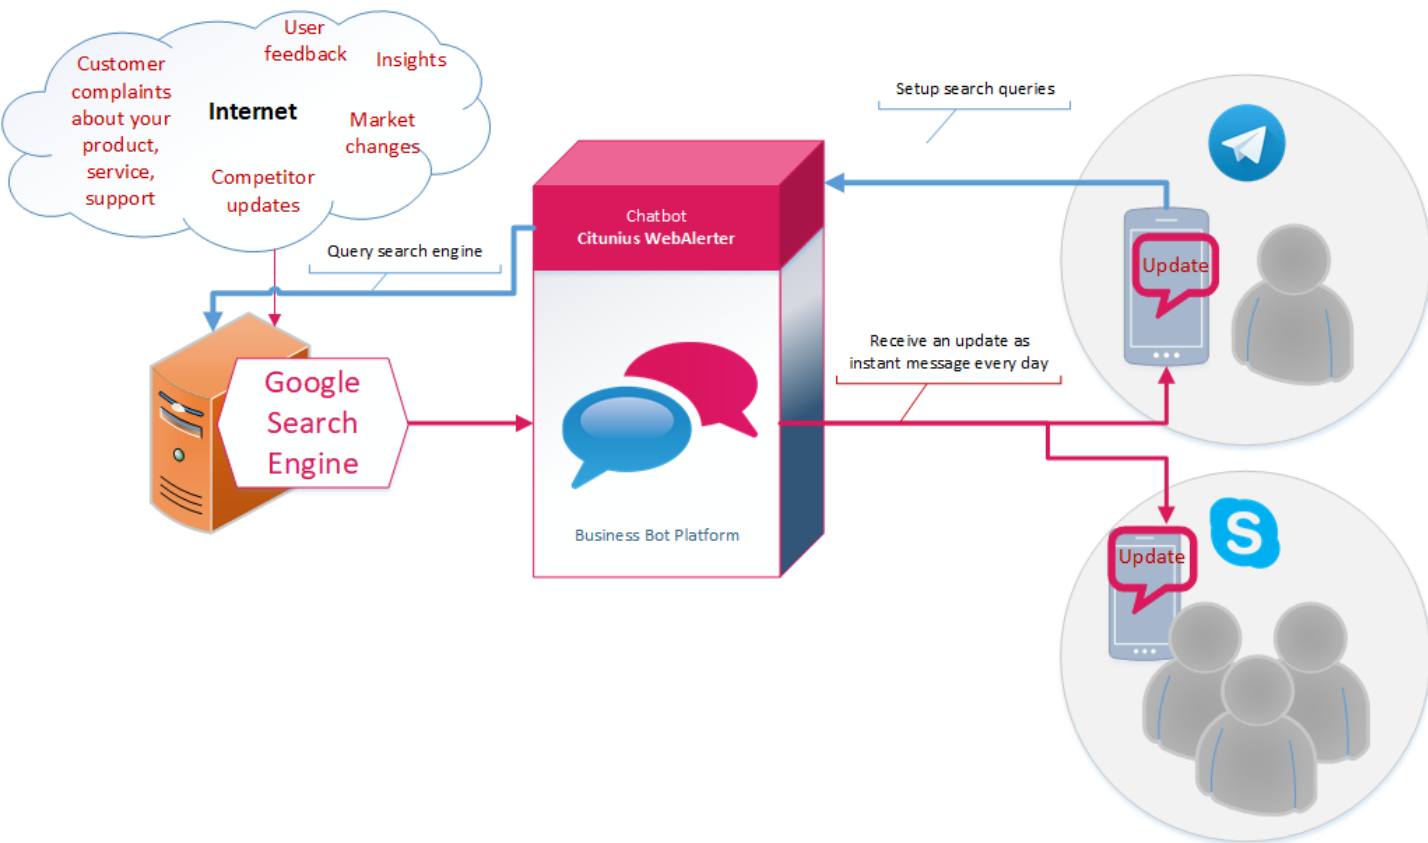 User
feedback
Insights
Customer
complaints
about your
product,
service,
support
Internet
Market
changes
Competitor
updates
Query search engine
Google
Search
Engine
Chatbot
Citunius WebAlerter
Business Bot Platform
Setup search queries
Receive an update as
instant message every day
Update
S
Update